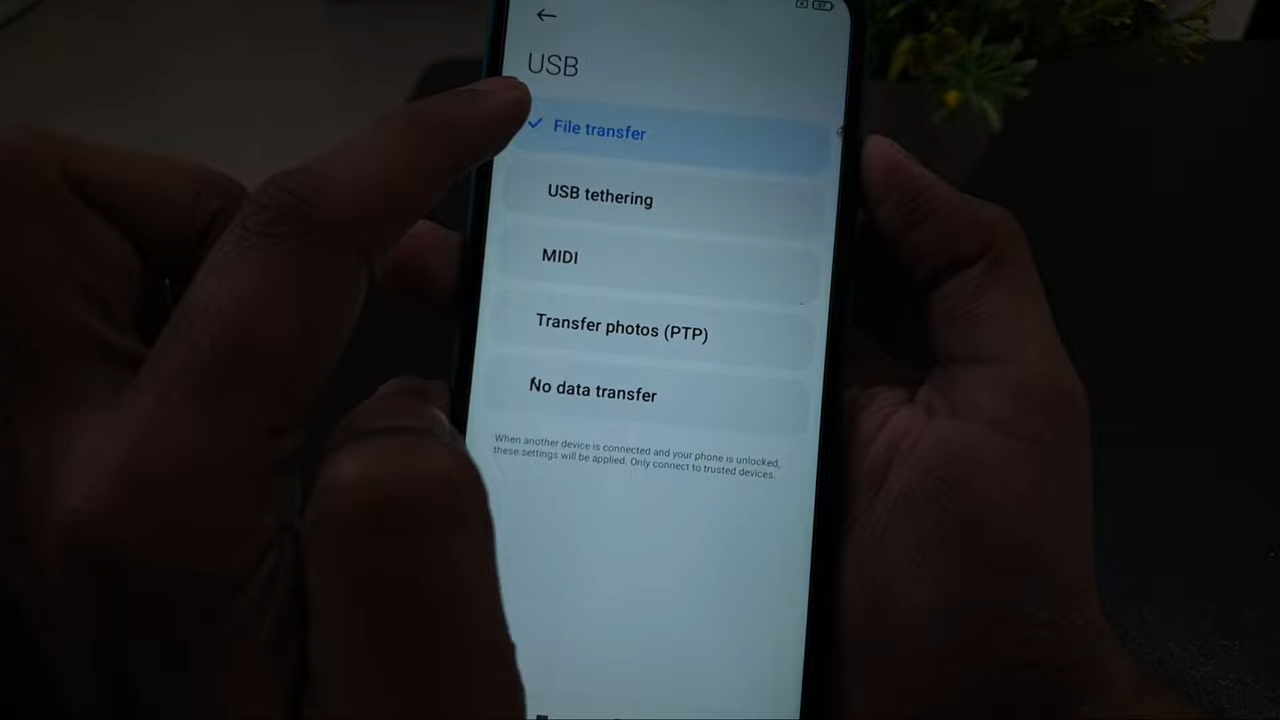 USB
File transfer
USB tethering
MIDI
Transfer photos (PTP)
No data transfer
When another device is connected and your phone is unlocked,
these settings will be applied. Only connect to trusted devices.